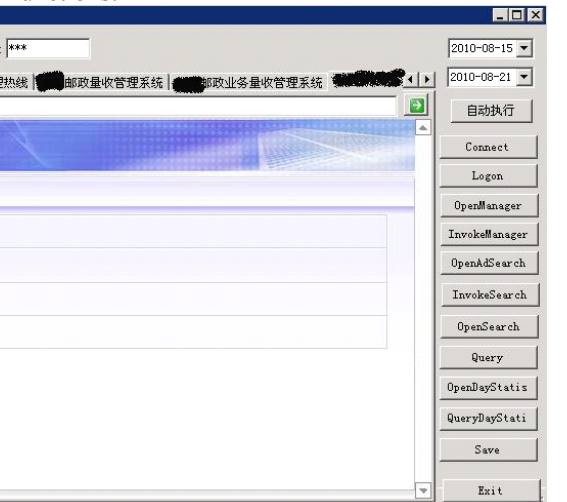 ***
2010-08-15
理热线 邮政量收管理系统 邮政业务量收管理系统
2010-08-21
自动执行
Connect
Logon
OpenManager
InvokeManager
OpenAdSearch
InvokeSearch
OpenSearch
Query
OpenDayStatis
QueryDayStati
Save
Exit